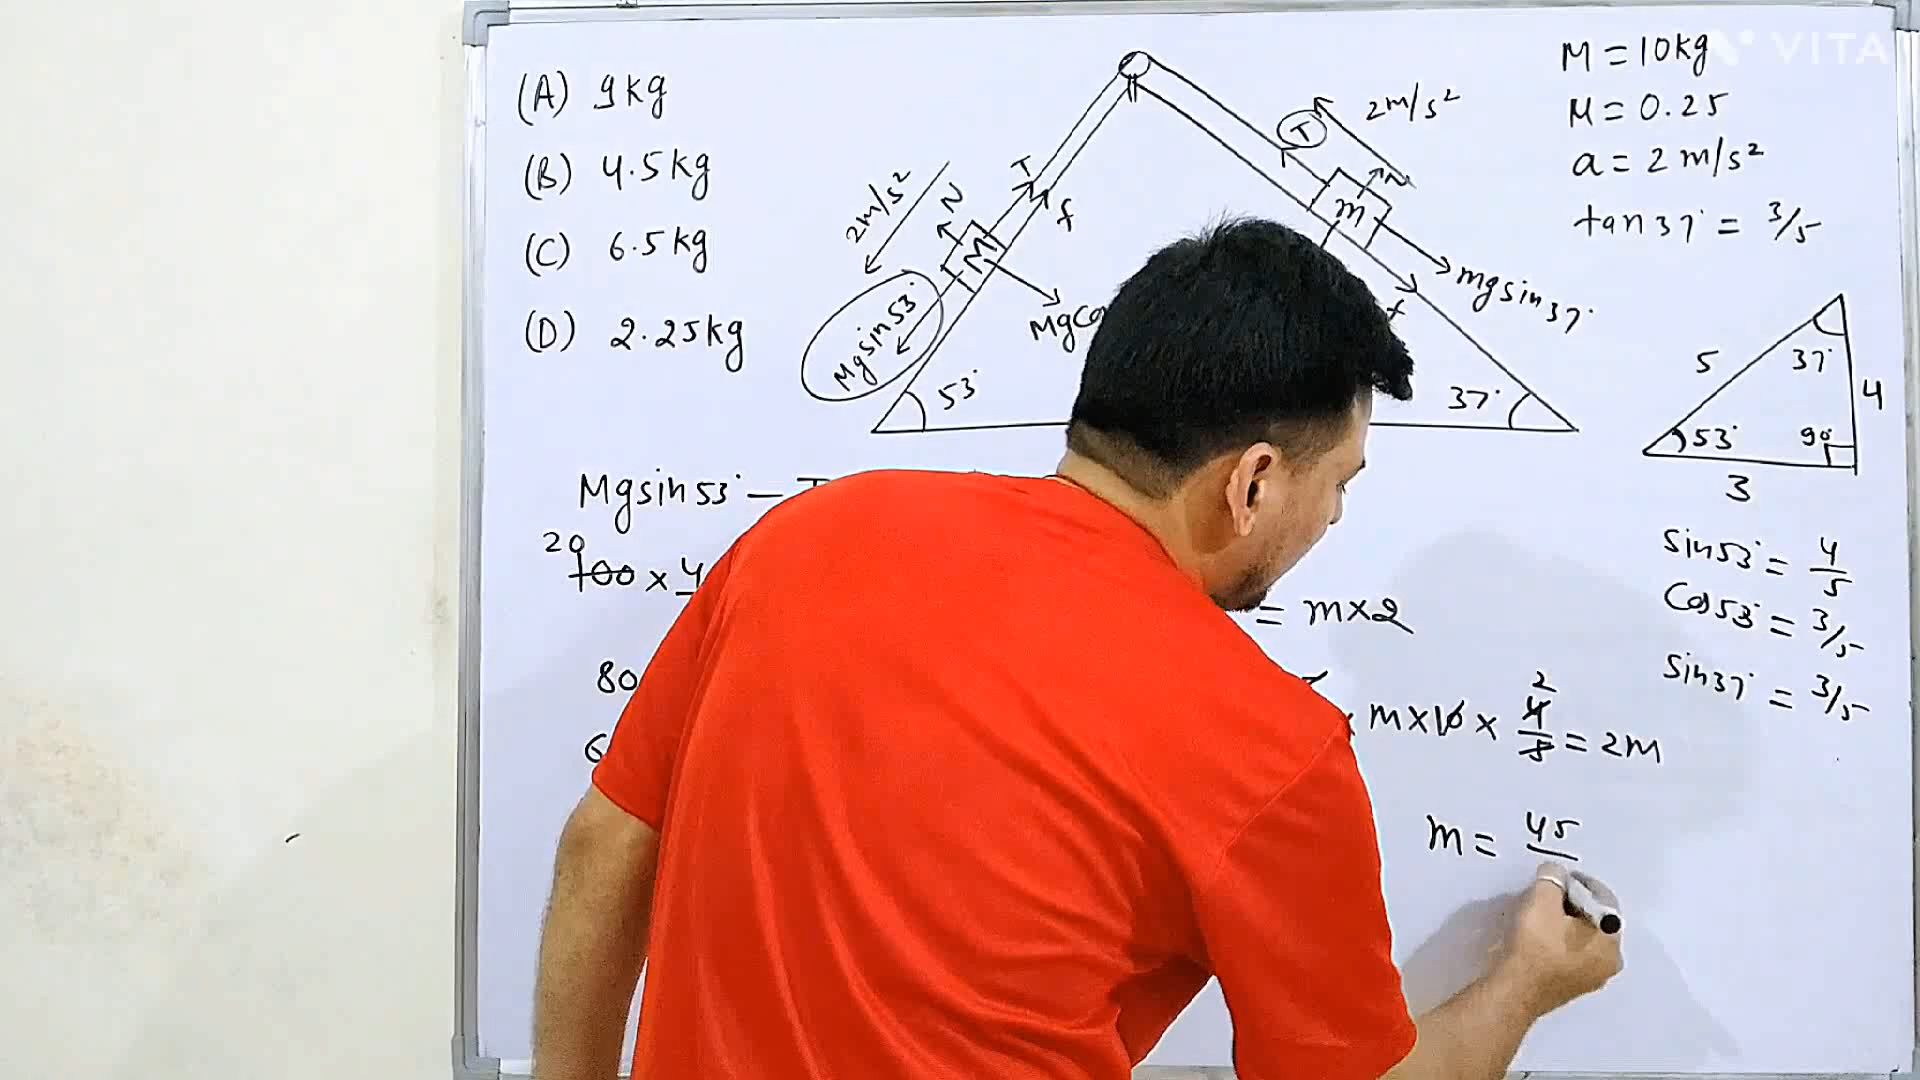 (A) 9kg
(B) 4.5kg
(C) 6.5kg
(D) 2.25kg
2m/s²
N
T
f
M
Mgsin53°
53°
T
2m/s²
N
m
mgsin37°
f
37°
M = 10kg
VITA
μ = 0.25
a = 2m/s²
tan37° = 3/5
5
37°
4
53°
90°
3
sin53° = 4/5
Cos53° = 3/5
sin37° = 3/5
Mgsin53° –
20
100 ×
80
= m×2
m×10 × 4/5 = 2m
2
m = 45